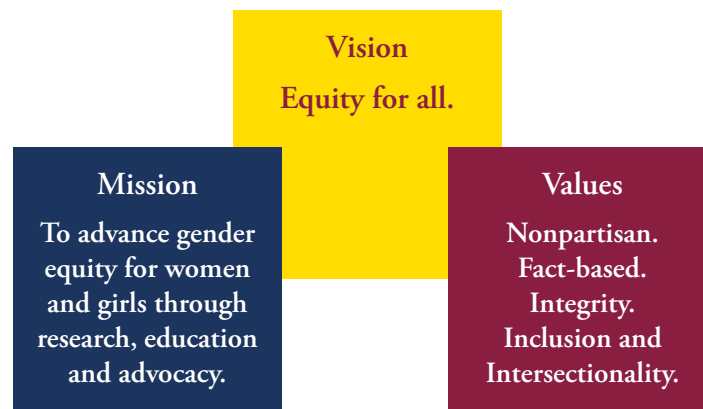 Vision
Equity for all.
Mission
To advance gender
equity for women
and girls through
research, education
and advocacy.
Values
Nonpartisan.
Fact-based.
Integrity.
Inclusion and
Intersectionality.